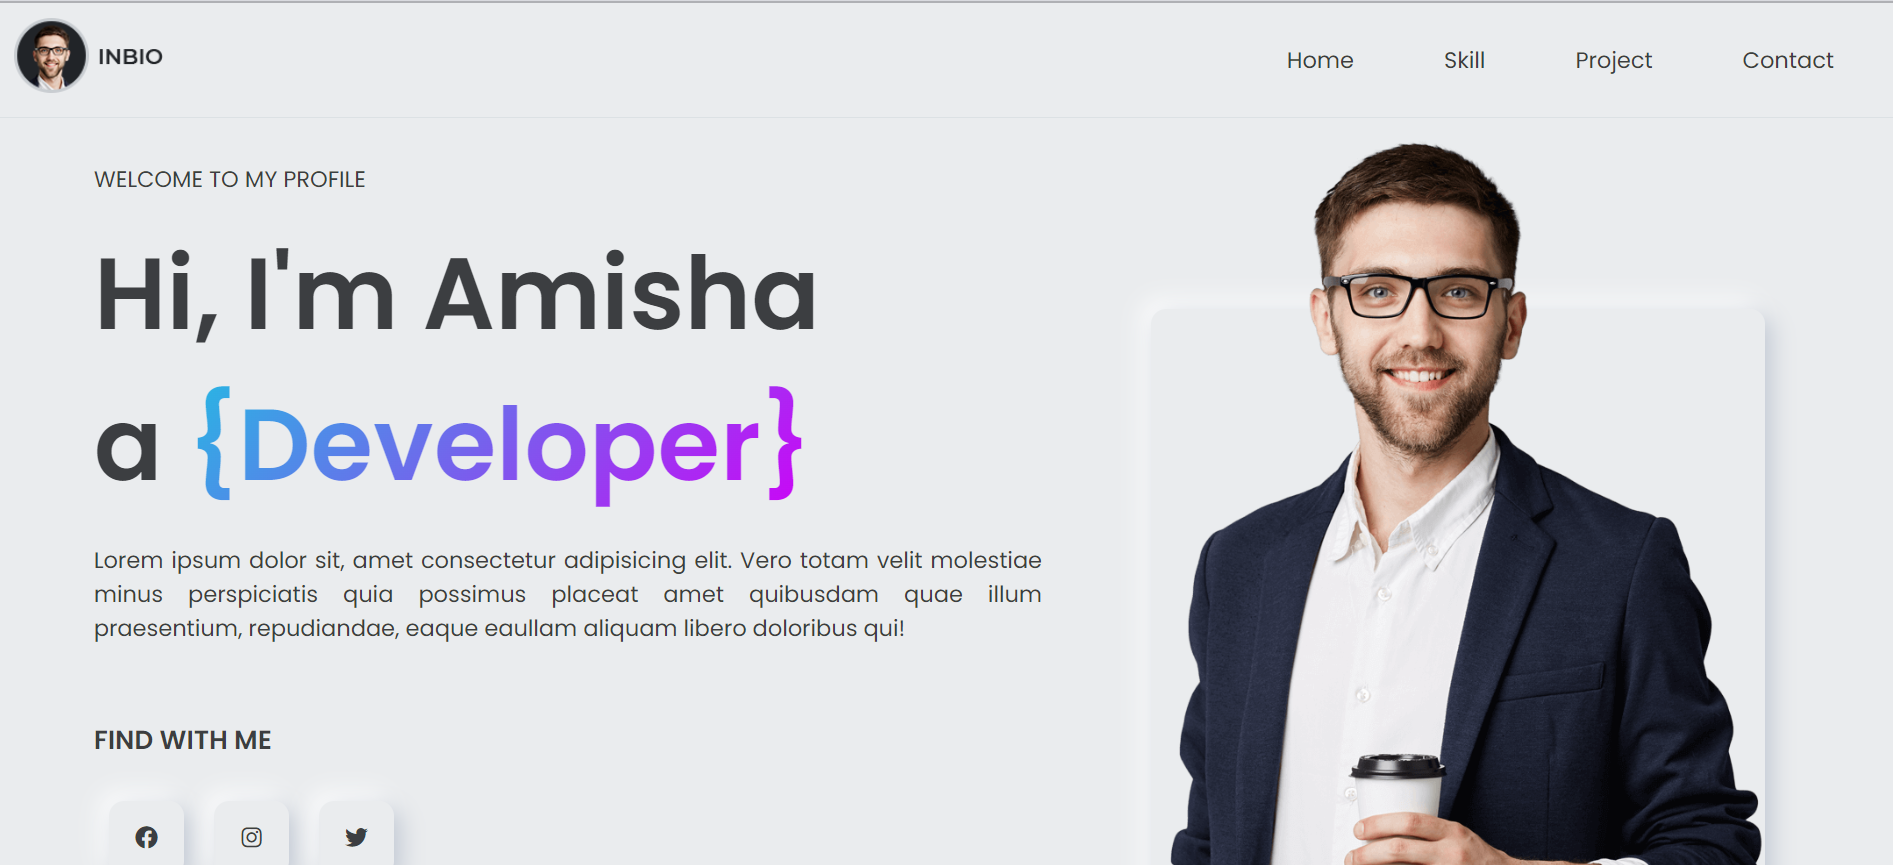 INBIO
Home Skill Project Contact
WELCOME TO MY PROFILE
Hi, I'm Amisha
a {Developer}
Lorem ipsum dolor sit, amet consectetur adipisicing elit. Vero totam velit molestiae
minus perspiciatis quia possimus placeat amet quibusdam quae illum
praesentium, repudiandae, eaque eaullam aliquam libero doloribus qui!
FIND WITH ME